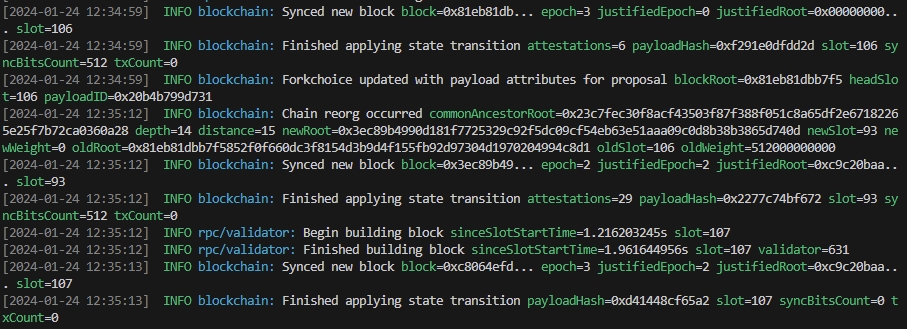 [2024-01-24 12:34:59]  INFO blockchain: Synced new block block=0x81eb81db... epoch=3 justifiedEpoch=0 justifiedRoot=0x00000000..
. slot=106
[2024-01-24 12:34:59]  INFO blockchain: Finished applying state transition attestations=6 payloadHash=0xf291e0dfdd2d slot=106 sy
ncBitsCount=512 txCount=0
[2024-01-24 12:34:59]  INFO blockchain: Forkchoice updated with payload attributes for proposal blockRoot=0x81eb81dbb7f5 headSlo
t=106 payloadID=0x20b4b799d731
[2024-01-24 12:35:12]  INFO blockchain: Chain reorg occurred commonAncestorRoot=0x23c7fec30f8acf43503f87f388f051c8a65df2e6718226
5e25f7b72ca0360a28 depth=14 distance=15 newRoot=0x3ec89b4990d181f7725329c92f5dc09cf54eb63e51aaa09c0d8b38b3865d740d newSlot=93 ne
wWeight=0 oldRoot=0x81eb81dbb7f5852f0f660dc3f8154d3b9d4f155fb92d97304d1970204994c8d1 oldSlot=106 oldWeight=512000000000
[2024-01-24 12:35:12]  INFO blockchain: Synced new block block=0x3ec89b49... epoch=2 justifiedEpoch=2 justifiedRoot=0xc9c20baa..
. slot=93
[2024-01-24 12:35:12]  INFO blockchain: Finished applying state transition attestations=29 payloadHash=0x2277c74bf672 slot=93 sy
ncBitsCount=512 txCount=0
[2024-01-24 12:35:12]  INFO rpc/validator: Begin building block sinceSlotStartTime=1.216203245s slot=107
[2024-01-24 12:35:12]  INFO rpc/validator: Finished building block sinceSlotStartTime=1.961644956s slot=107 validator=631
[2024-01-24 12:35:13]  INFO blockchain: Synced new block block=0xc8064efd... epoch=3 justifiedEpoch=2 justifiedRoot=0xc9c20baa..
. slot=107
[2024-01-24 12:35:13]  INFO blockchain: Finished applying state transition payloadHash=0xd41448cf65a2 slot=107 syncBitsCount=0 t
xCount=0